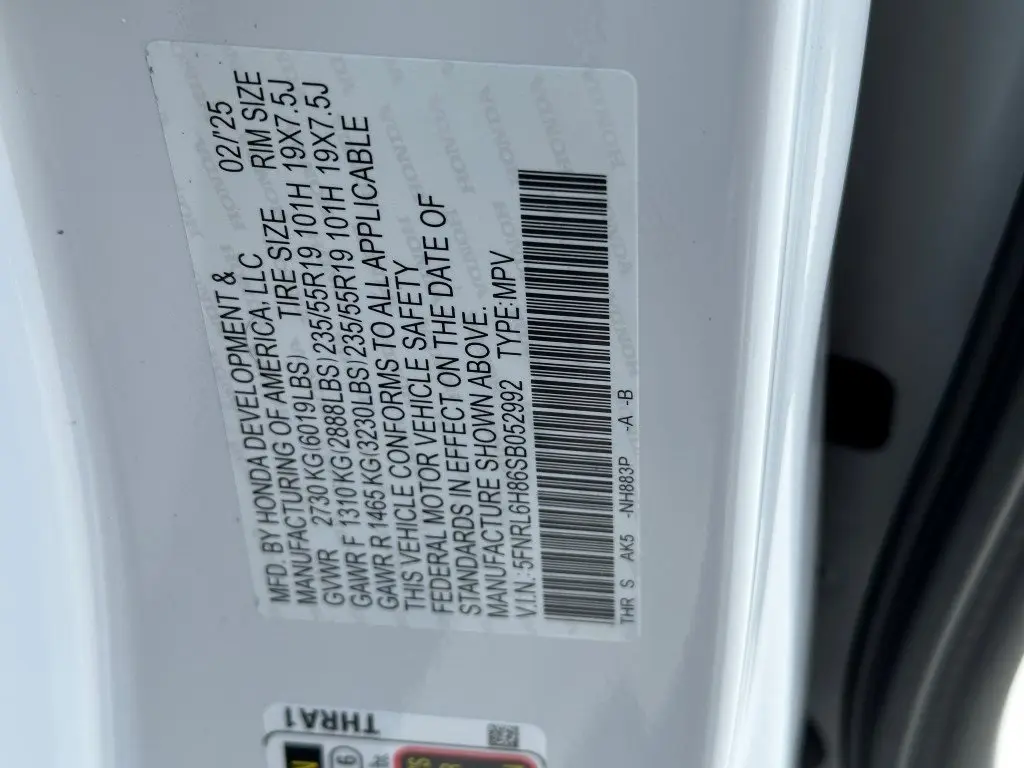 MFD. BY HONDA DEVELOPMENT & 02/'25
MANUFACTURING OF AMERICA, LLC
TIRE SIZE RIM SIZE
GVWR 2730 KG(6019LBS)
GAWR F 1310 KG(2888LBS) 235/55R19 101H 19X7.5J
GAWR R 1465 KG(3230LBS) 235/55R19 101H 19X7.5J
THIS VEHICLE CONFORMS TO ALL APPLICABLE
FEDERAL MOTOR VEHICLE SAFETY
STANDARDS IN EFFECT ON THE DATE OF
MANUFACTURE SHOWN ABOVE.
V.I.N.:5FNRL6H86SB052992 TYPE:MPV
THR S AK5 -NH883P -A -B
THRA1